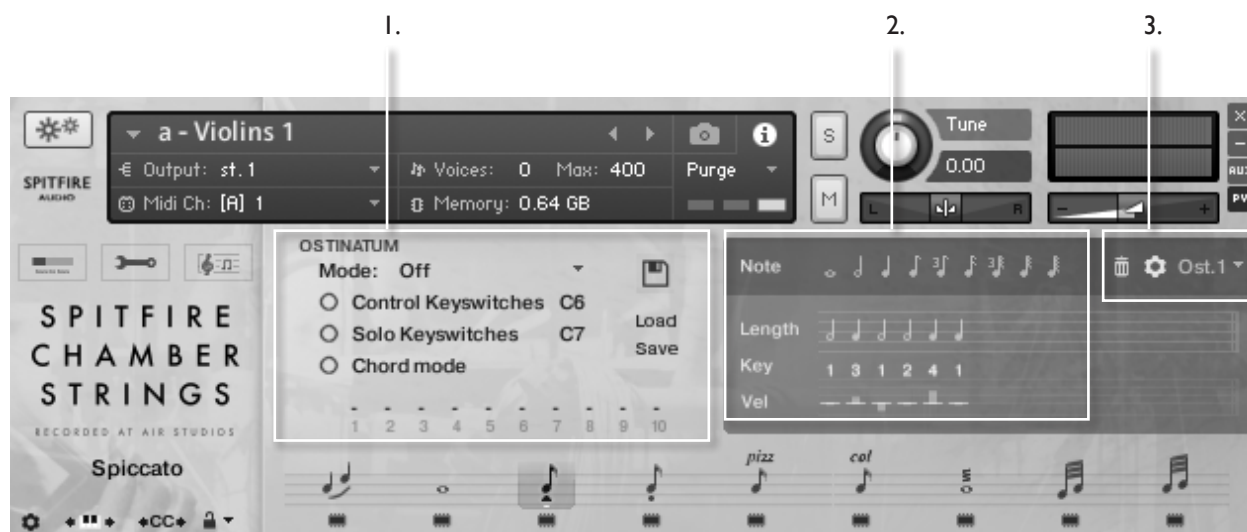 1. 2. 3.
a - Violins 1
S
Tune
SPITFIRE
AUDIO
Output: st. 1
Voices: 0 Max: 400
Purge
0.00
AUX
Midi Ch: [A] 1
Memory: 0.64 GB
M
L R
- +
PV
OSTINATUM
Mode: Off
Control Keyswitches C6
Solo Keyswitches C7
Chord mode
Load
Save
1 2 3 4 5 6 7 8 9 10
Note
3 3
Length
Key 1 3 1 2 4 1
Vel
Ost.1
SPITFIRE
CHAMBER
STRINGS
RECORDED AT AIR STUDIOS
Spiccato
pizz col
CC